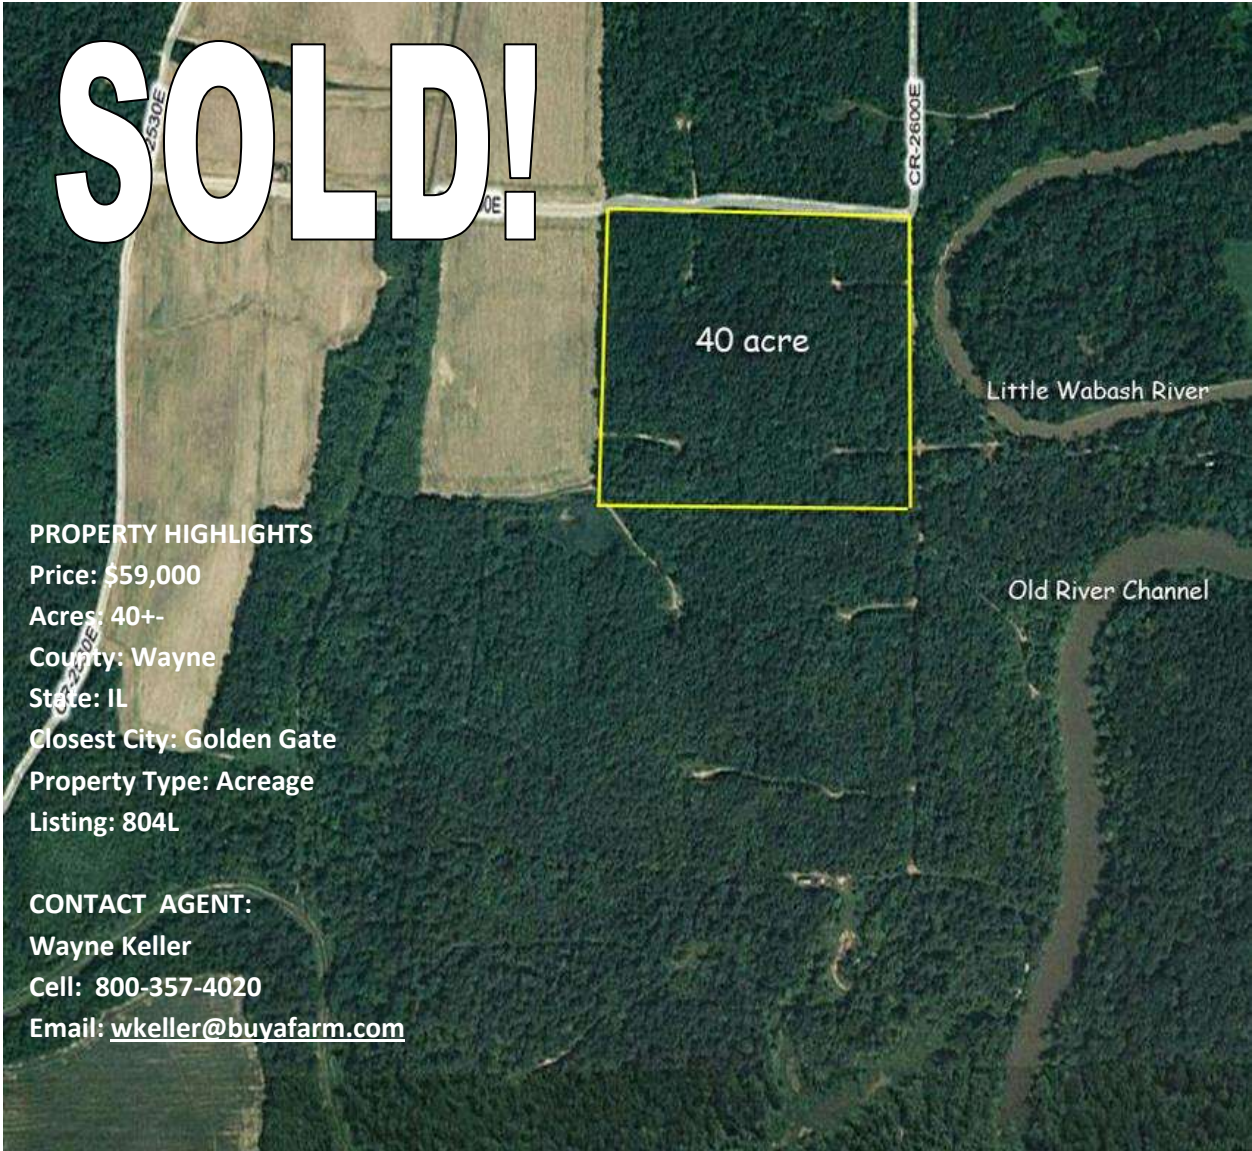 SOLD!
2530E
CR-2600E
0E
40 acre
Little Wabash River
Old River Channel
PROPERTY HIGHLIGHTS
Price: $59,000
Acres: 40+-
County: Wayne
State: IL
Closest City: Golden Gate
Property Type: Acreage
Listing: 804L
CONTACT AGENT:
Wayne Keller
Cell: 800-357-4020
Email: wkeller@buyafarm.com